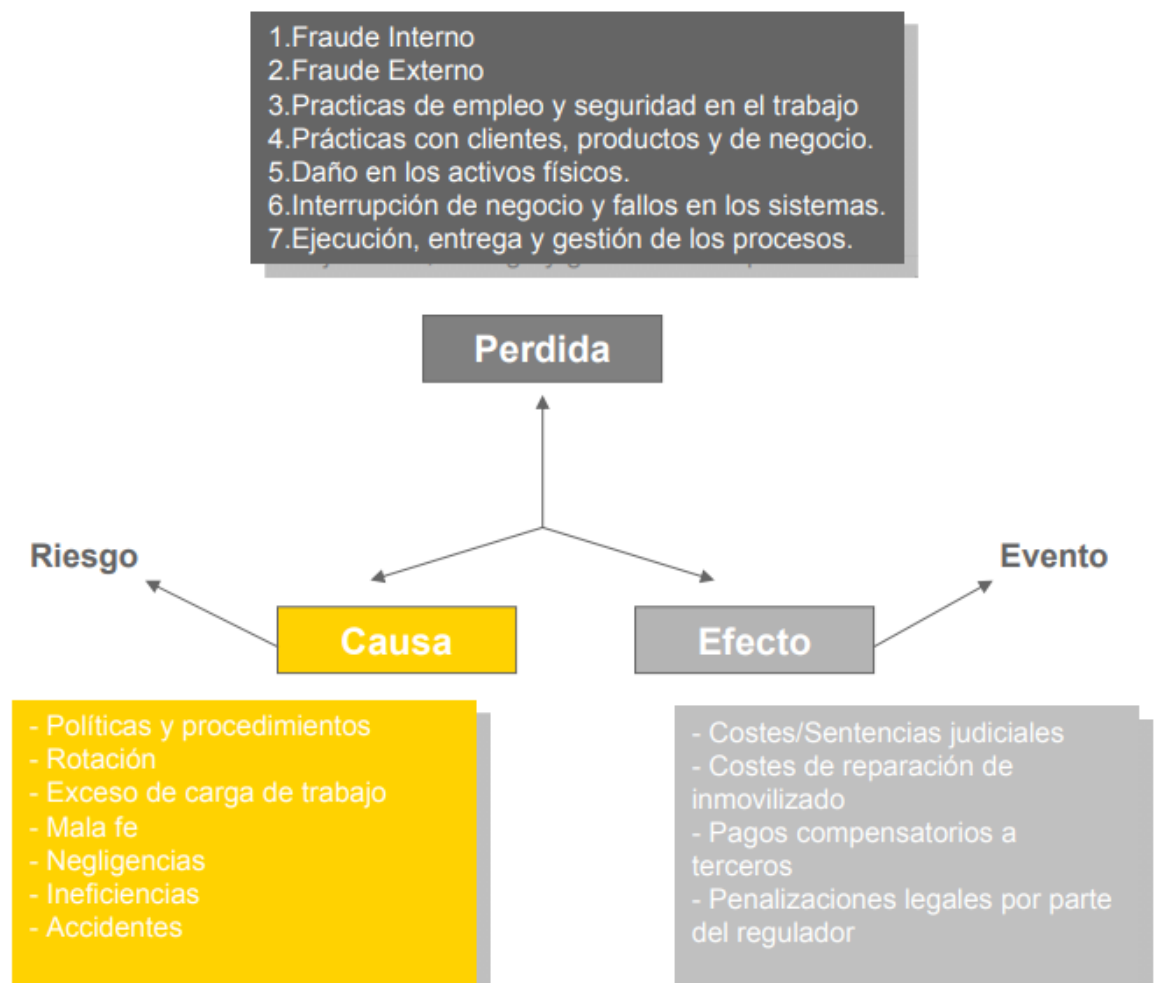 1.Fraude Interno
2.Fraude Externo
3.Practicas de empleo y seguridad en el trabajo
4.Prácticas con clientes, productos y de negocio.
5.Daño en los activos físicos.
6.Interrupción de negocio y fallos en los sistemas.
7.Ejecución, entrega y gestión de los procesos.
Perdida
Riesgo
Evento
Causa
Efecto
- Políticas y procedimientos
- Rotación
- Exceso de carga de trabajo
- Mala fe
- Negligencias
- Ineficiencias
- Accidentes
- Costes/Sentencias judiciales
- Costes de reparación de
inmovilizado
- Pagos compensatorios a
terceros
- Penalizaciones legales por parte
del regulador